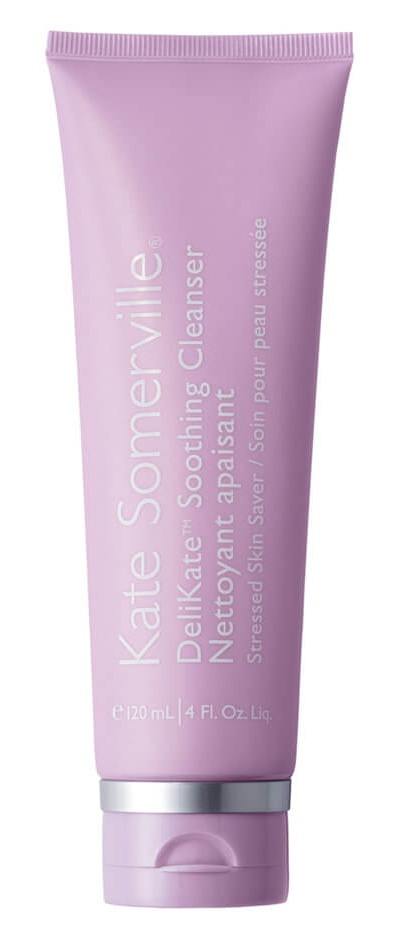 Kate Somerville®
DeliKate™ Soothing Cleanser
Nettoyant apaisant
Stressed Skin Saver / Soin pour peau stressée
℮120 mL | 4 Fl. Oz. Liq.